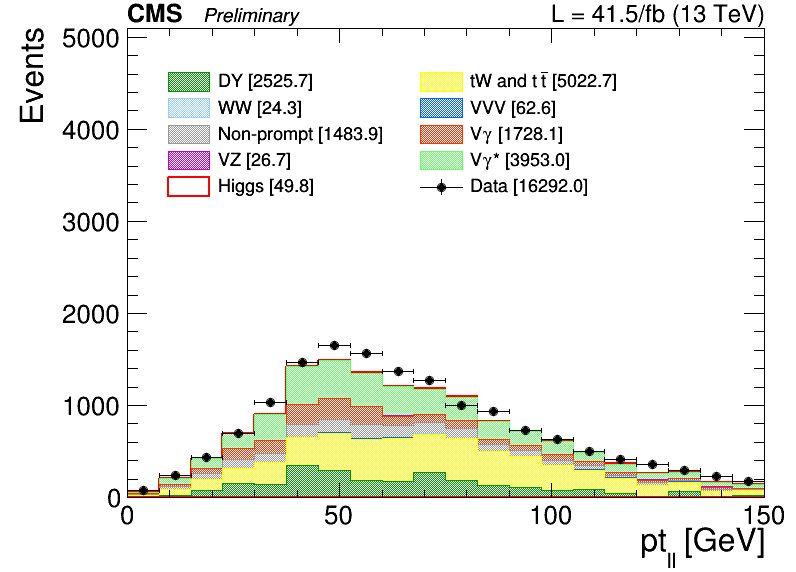 CMS Preliminary L = 41.5/fb (13 TeV)
Events
5000
4000
3000
2000
1000
0
DY [2525.7]
WW [24.3]
Non-prompt [1483.9]
VZ [26.7]
Higgs [49.8]
tW and tt̅ [5022.7]
VVV [62.6]
Vγ [1728.1]
Vγ* [3953.0]
Data [16292.0]
0 50 100 150
pt_ll [GeV]